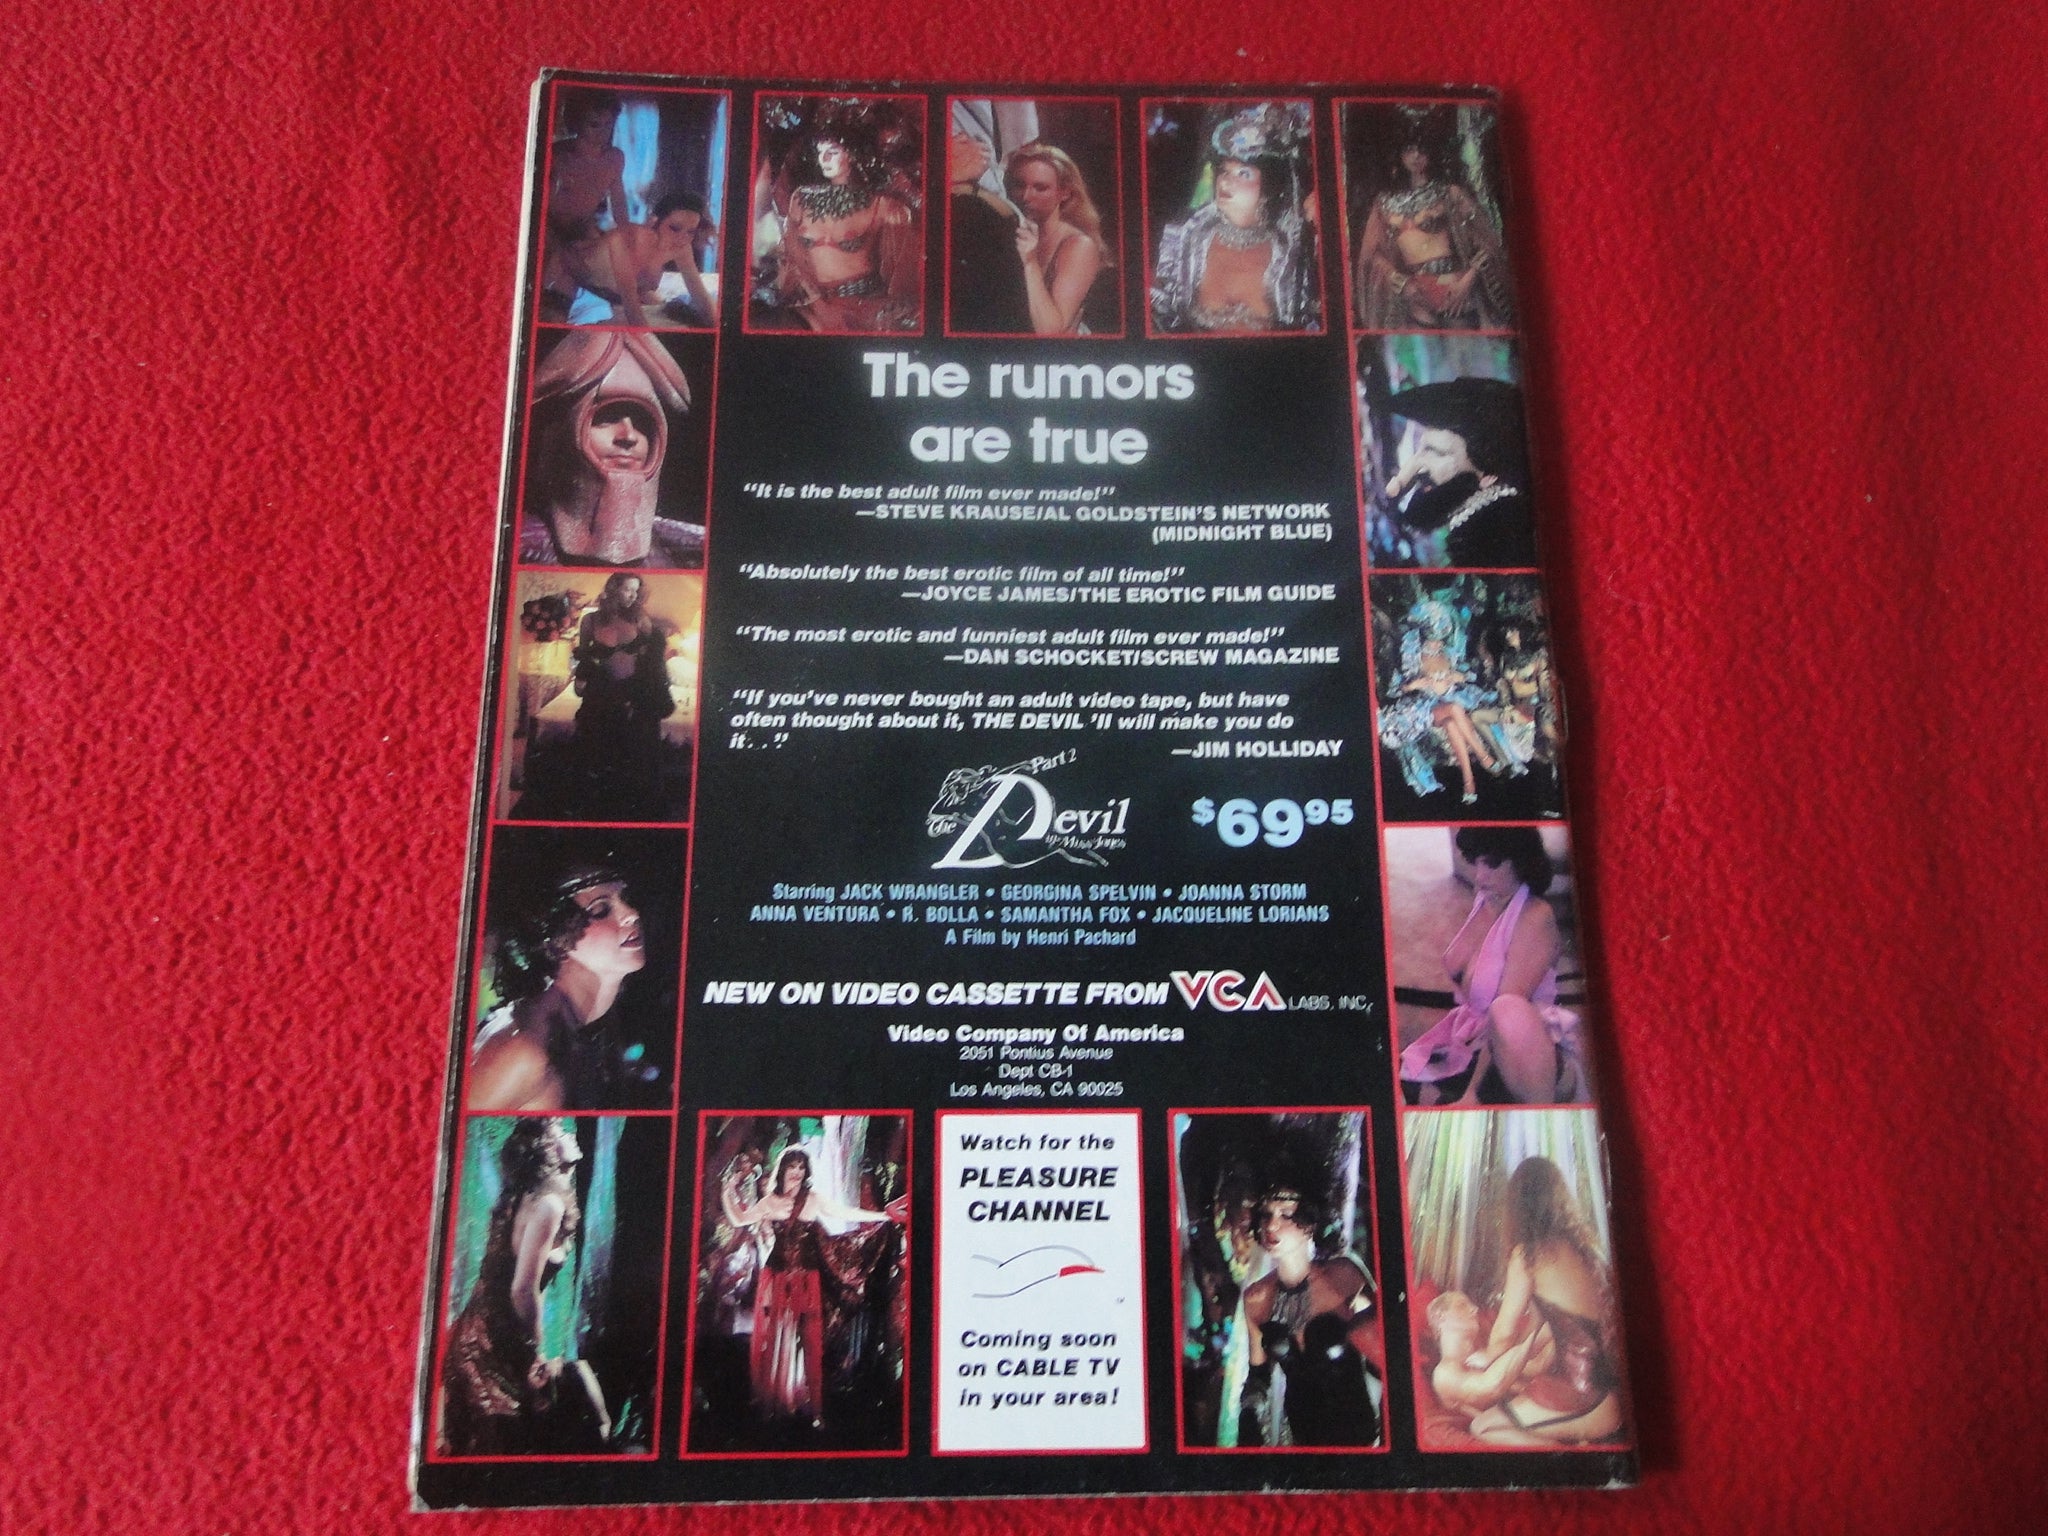 The rumors
are true
"It is the best adult film ever made!"
—STEVE KRAUSE/AL GOLDSTEIN'S NETWORK
(MIDNIGHT BLUE)
"Absolutely the best erotic film of all time!"
—JOYCE JAMES/THE EROTIC FILM GUIDE
"The most erotic and funniest adult film ever made!"
—DAN SCHOCKET/SCREW MAGAZINE
"If you've never bought an adult video tape, but have
often thought about it, THE DEVIL 'II will make you do
it. . ."
—JIM HOLLIDAY
Part 2
The Devil
in Miss Jones
$69.95
Starring JACK WRANGLER • GEORGINA SPELVIN • JOANNA STORM
ANNA VENTURA • R. BOLLA • SAMANTHA FOX • JACQUELINE LORIANS
A Film by Henri Pachard
NEW ON VIDEO CASSETTE FROM VCA LABS, INC.
Video Company Of America
2051 Pontius Avenue
Dept CB-1
Los Angeles, CA 90025
Watch for the
PLEASURE
CHANNEL
Coming soon
on CABLE TV
in your area!